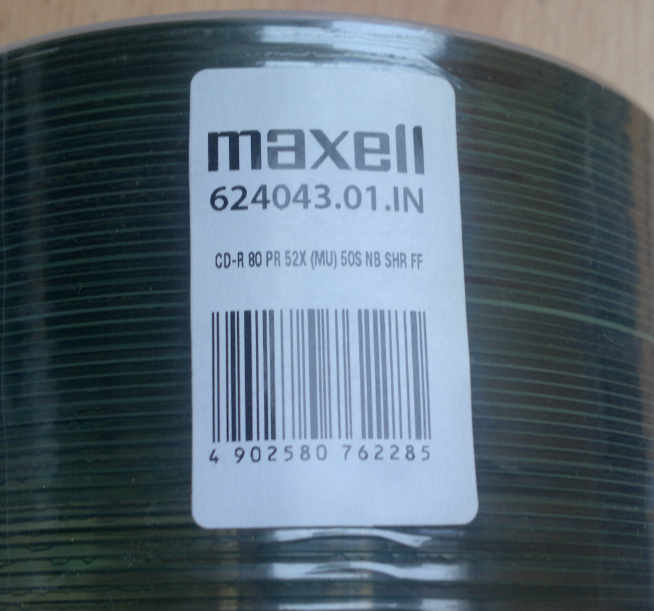 maxell
624043.01.IN
CD-R 80 PR 52X (MU) 50S NB SHR FF
4 902580 762285